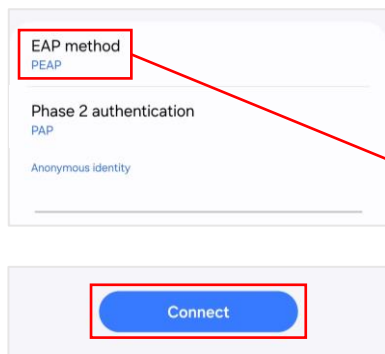 EAP method
PEAP
Phase 2 authentication
PAP
Anonymous identity
Connect